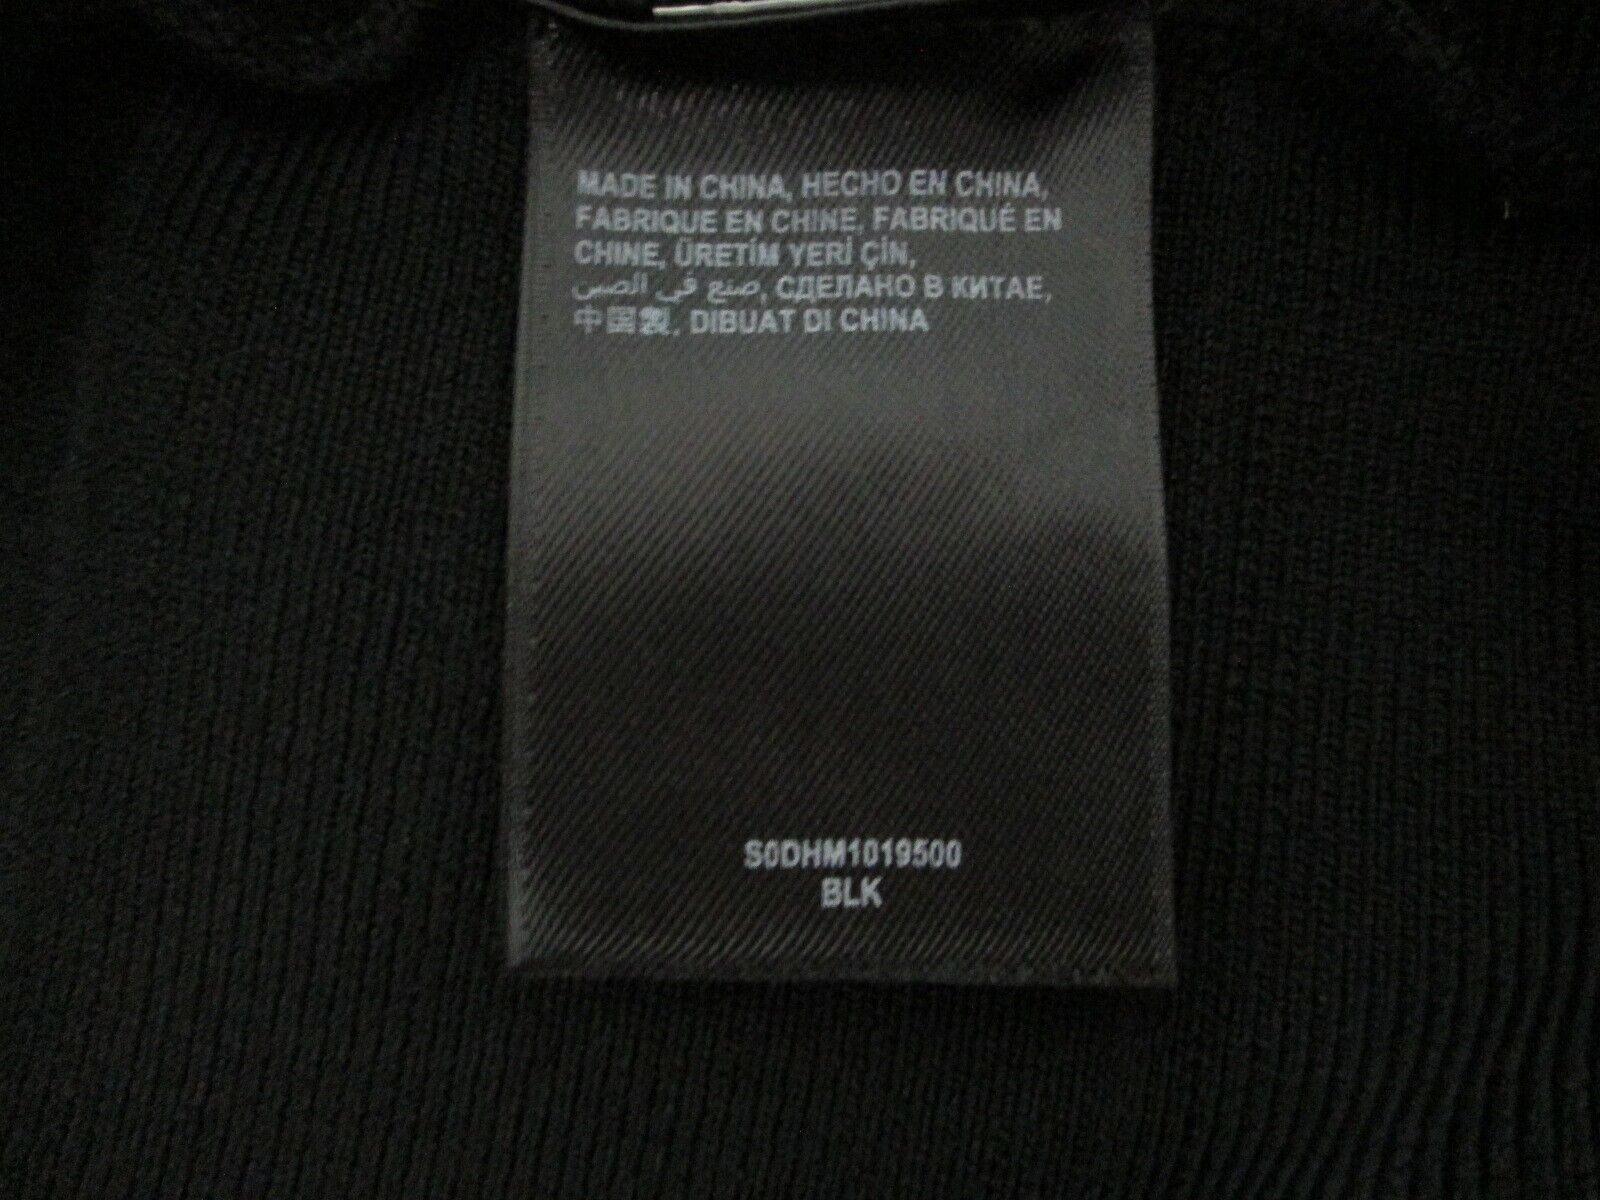 MADE IN CHINA, HECHO EN CHINA,
FABRIQUE EN CHINE, FABRIQUÉ EN
CHINE, ÜRETİM YERİ ÇİN,
صنع في الصين, СДЕЛАНО В КИТАЕ,
中国製, DIBUAT DI CHINA
S0DHM1019500
BLK